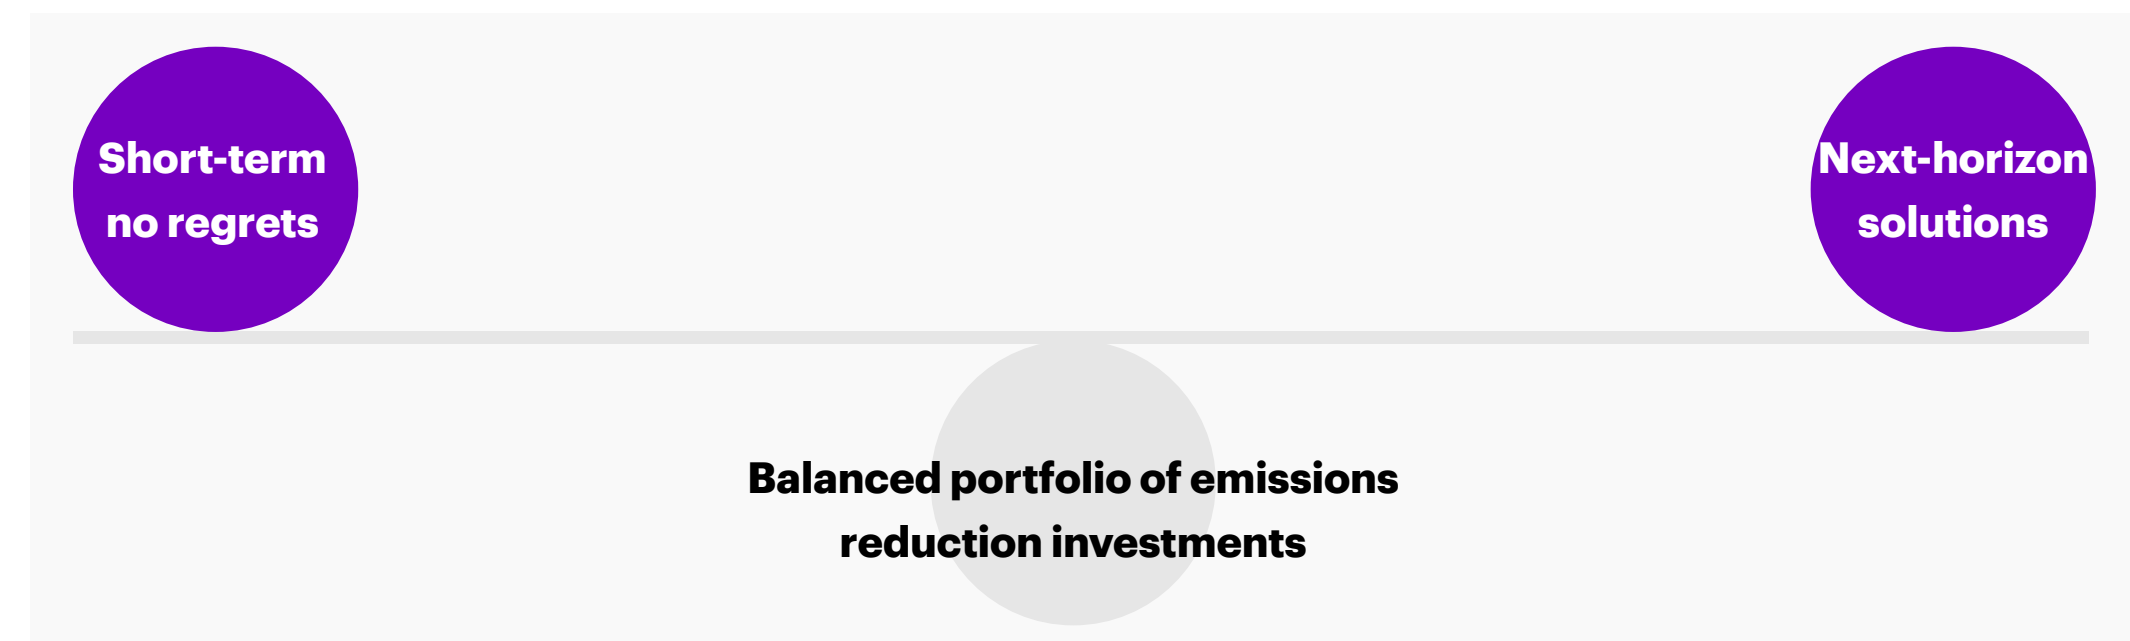 Short-term
no regrets
Next-horizon
solutions
Balanced portfolio of emissions
reduction investments